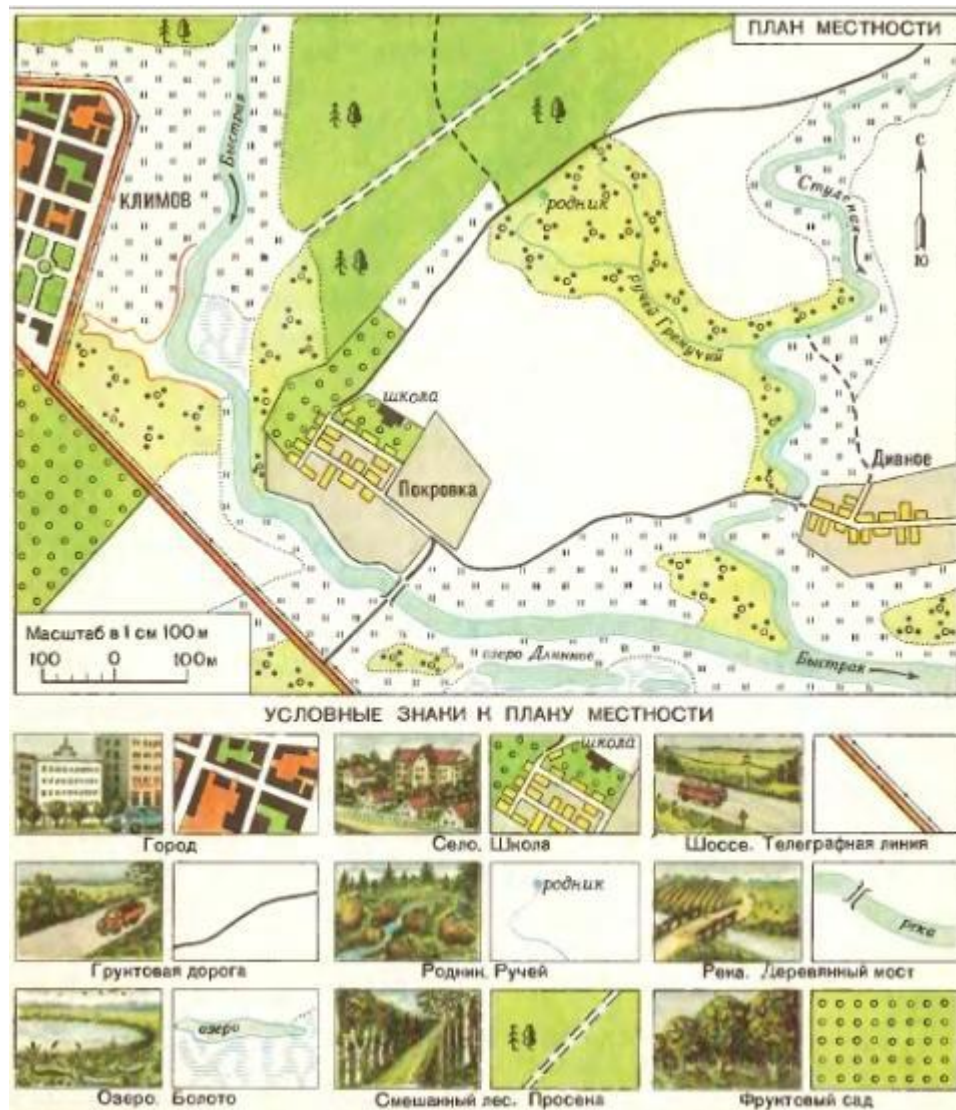 ПЛАН МЕСТНОСТИ
Быстрая
КЛИМОВ
родник
Студеная
С
Ю
ручей Гремучий
школа
Покровка
Дивное
Масштаб в 1 см 100 м
100 0 100м
озеро Длинное
Быстрая
УСЛОВНЫЕ ЗНАКИ К ПЛАНУ МЕСТНОСТИ
школа
Город
Село. Школа
Шоссе. Телеграфная линия
родник
река
Грунтовая дорога
Родник. Ручей
Река. Деревянный мост
озеро
Озеро. Болото
Смешанный лес. Просека
Фруктовый сад